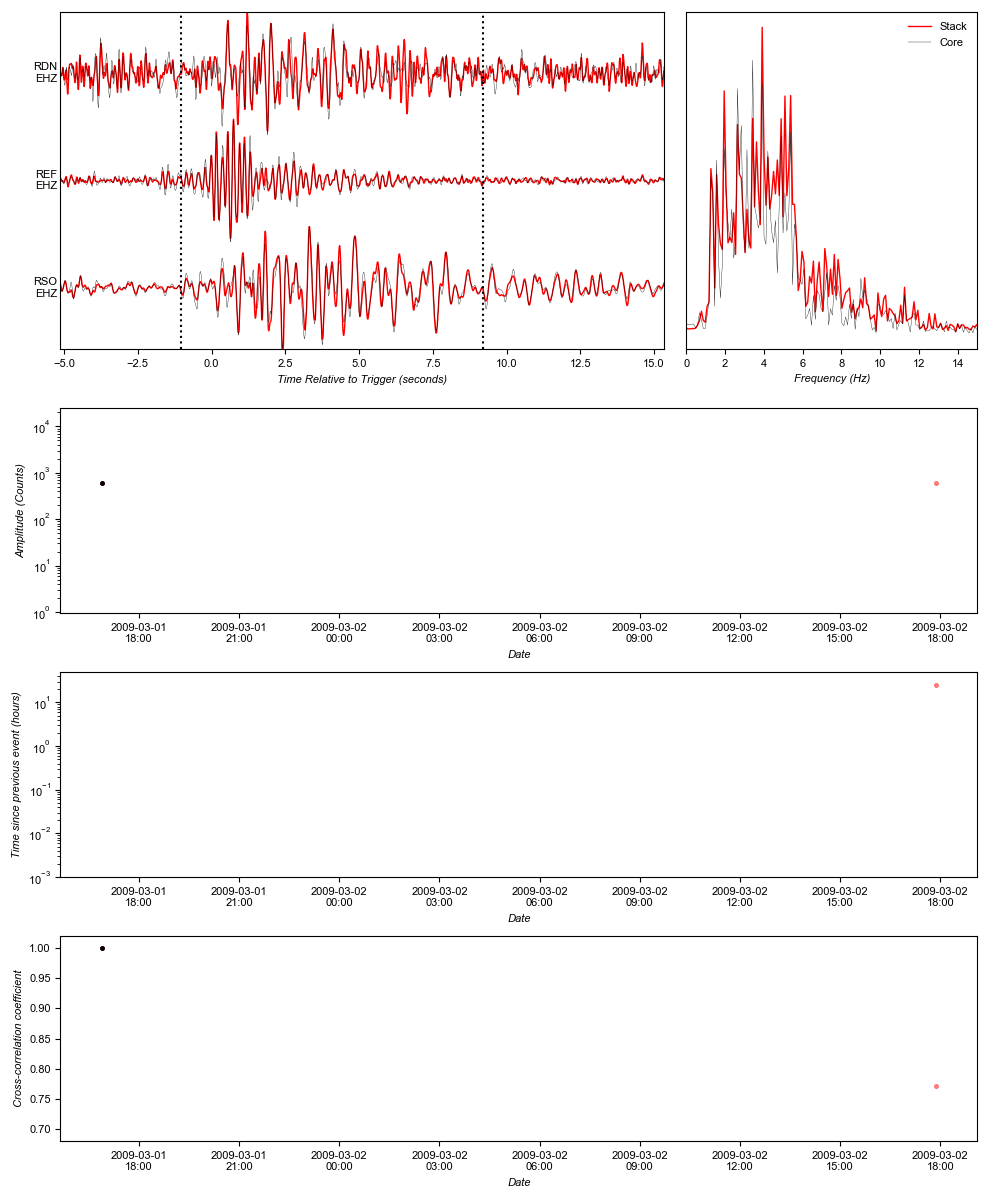 RDN
EHZ
REF
EHZ
RSO
EHZ
−5.0 −2.5 0.0 2.5 5.0 7.5 10.0 12.5 15.0
Time Relative to Trigger (seconds)
Stack
Core
0 2 4 6 8 10 12 14
Frequency (Hz)
10^4
10^3
10^2
10^1
10^0
Amplitude (Counts)
2009-03-01 2009-03-01 2009-03-02 2009-03-02 2009-03-02 2009-03-02 2009-03-02 2009-03-02 2009-03-02
18:00 21:00 00:00 03:00 06:00 09:00 12:00 15:00 18:00
Date
10^1
10^0
10^−1
10^−2
10^−3
Time since previous event (hours)
2009-03-01 2009-03-01 2009-03-02 2009-03-02 2009-03-02 2009-03-02 2009-03-02 2009-03-02 2009-03-02
18:00 21:00 00:00 03:00 06:00 09:00 12:00 15:00 18:00
Date
1.00
0.95
0.90
0.85
0.80
0.75
0.70
Cross-correlation coefficient
2009-03-01 2009-03-01 2009-03-02 2009-03-02 2009-03-02 2009-03-02 2009-03-02 2009-03-02 2009-03-02
18:00 21:00 00:00 03:00 06:00 09:00 12:00 15:00 18:00
Date